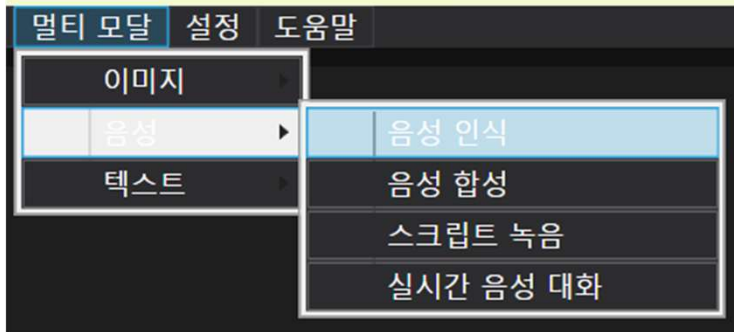 멀티 모달 설정 도움말
이미지
음성
텍스트
음성 인식
음성 합성
스크립트 녹음
실시간 음성 대화